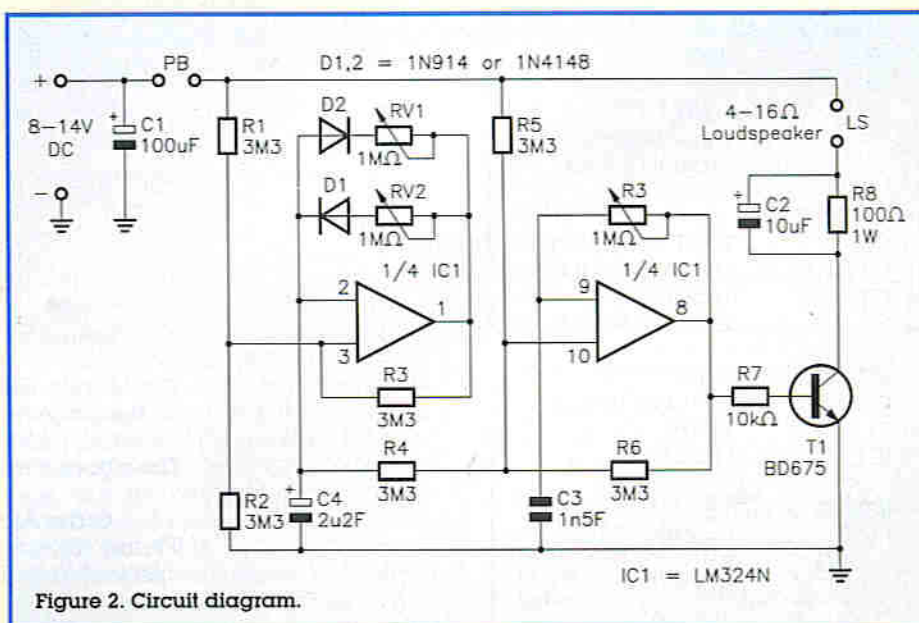 PB
D1,2 = 1N914 or 1N4148
+
8–14V
DC
–
C1
100uF
+
R1
3M3
D2
RV1
1MΩ
D1
RV2
1MΩ
1/4 IC1
2
3
1
R3
3M3
R4
3M3
R2
3M3
+
C4
2u2F
R5
3M3
R3
1MΩ
1/4 IC1
9
10
8
R6
3M3
C3
1n5F
R7
10kΩ
4–16Ω
Loudspeaker
LS
+
C2
10uF
R8
100Ω
1W
T1
BD675
IC1 = LM324N
Figure 2. Circuit diagram.